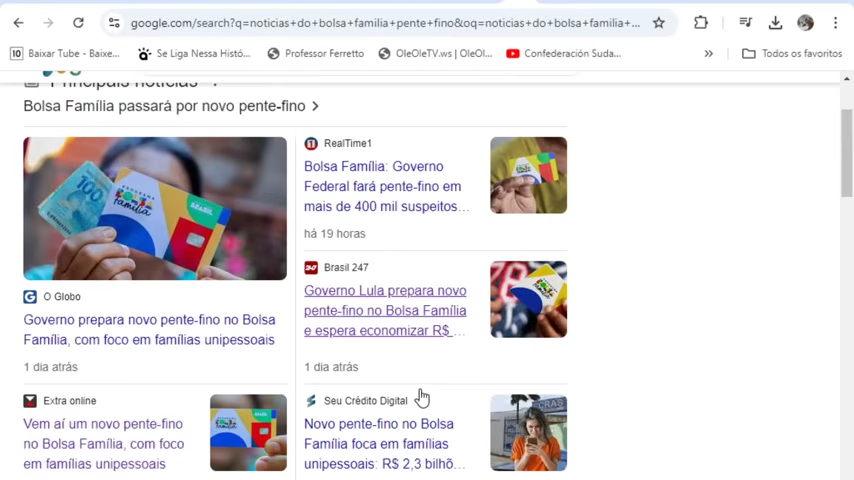 google.com/search?q=noticias+do+bolsa+familia+pente+fino&oq=noticias+do+bolsa+familia+...
Baixar Tube - Baixe...
Se Liga Nessa Histó...
Professor Ferretto
OleOleTV.ws | OleOl...
Confederación Suda...
»
Todos os favoritos
Principais notícias
Bolsa Família passará por novo pente-fino >
RealTime1
Bolsa Família: Governo
Federal fará pente-fino em
mais de 400 mil suspeitos...
há 19 horas
Brasil 247
Governo Lula prepara novo
pente-fino no Bolsa Família
e espera economizar R$ ...
1 dia atrás
O Globo
Governo prepara novo pente-fino no Bolsa
Família, com foco em famílias unipessoais
1 dia atrás
Extra online
Vem aí um novo pente-fino
no Bolsa Família, com foco
em famílias unipessoais
Seu Crédito Digital
Novo pente-fino no Bolsa
Família foca em famílias
unipessoais: R$ 2,3 bilhõ...